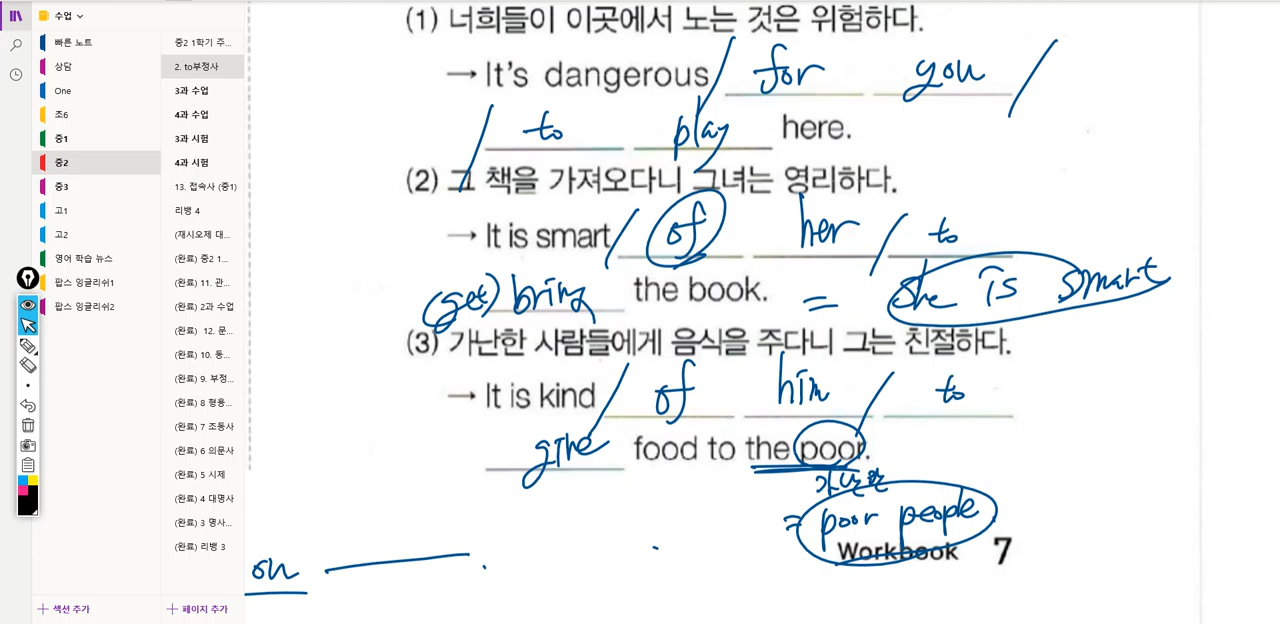 수업
빠른 노트
상담
One
초6
중1
중2
중3
고1
고2
영어 학습 뉴스
팝스 잉글리쉬1
팝스 잉글리쉬2
+ 섹션 추가
중2 1학기 주...
2. to부정사
3과 수업
4과 수업
3과 시험
4과 시험
13. 접속사 (중1)
리뱅 4
(재시오제 대...
(완료) 중2 1...
(완료) 11. 관...
(완료) 2과 수업
(완료) 12. 문...
(완료) 10. 동...
(완료) 9. 부정...
(완료) 8 형용...
(완료) 7 조동사
(완료) 6 의문사
(완료) 5 시제
(완료) 4 대명사
(완료) 3 명사...
(완료) 리뱅 3
+ 페이지 추가
(1) 너희들이 이곳에서 노는 것은 위험하다.
→ It's dangerous for you
to play here.
(2) 그 책을 가져오다니 그녀는 영리하다.
→ It is smart of her to
(get) bring the book. = she is smart
(3) 가난한 사람들에게 음식을 주다니 그는 친절하다.
→ It is kind of him to
give food to the poor.
가난한
= poor people
Workbook 7
on